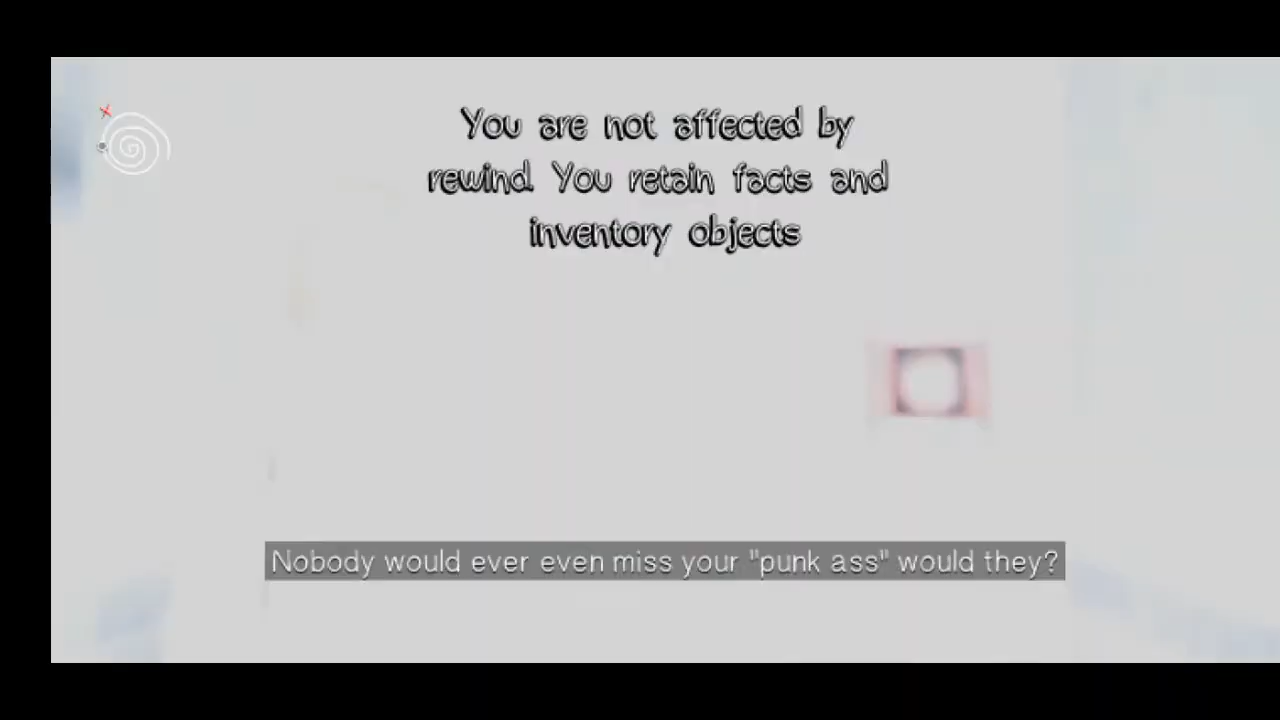 You are not affected by
rewind. You retain facts and
inventory objects
Nobody would ever even miss your "punk ass" would they?